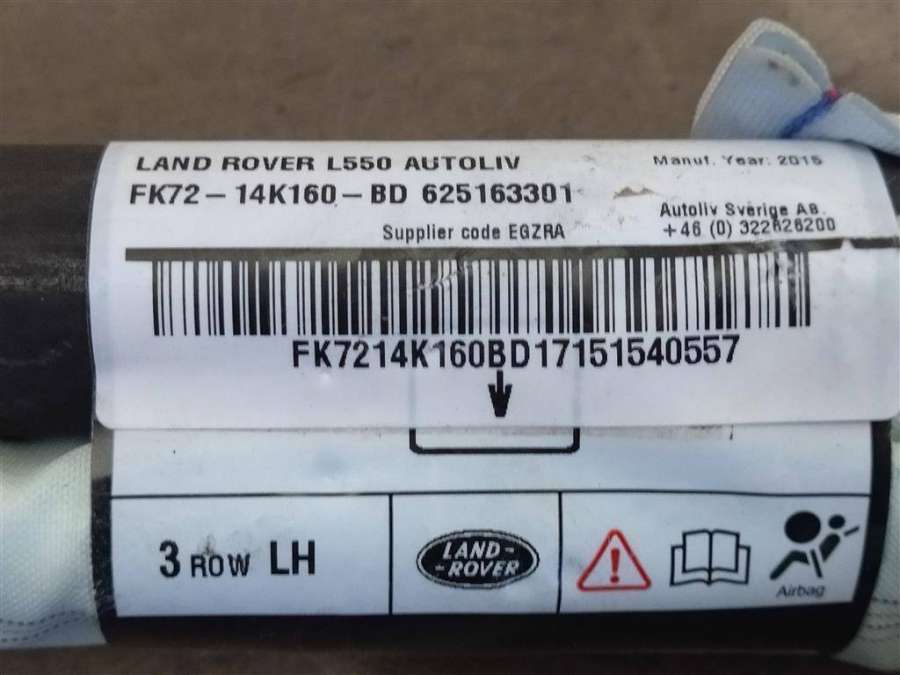 LAND ROVER L550 AUTOLIV
Manuf. Year: 2015
FK72-14K160-BD 625163301
Autoliv Sverige AB.
Supplier code EGZRA
+46 (0) 322626200
FK7214K160BD17151540557
3 ROW LH
LAND-
-ROVER
Airbag